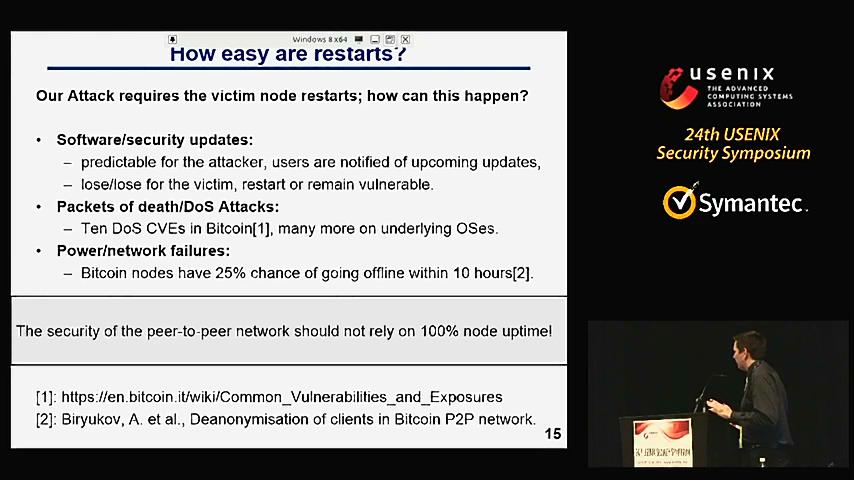 Windows 8 x64
How easy are restarts?
Our Attack requires the victim node restarts; how can this happen?
• Software/security updates:
– predictable for the attacker, users are notified of upcoming updates,
– lose/lose for the victim, restart or remain vulnerable.
• Packets of death/DoS Attacks:
– Ten DoS CVEs in Bitcoin[1], many more on underlying OSes.
• Power/network failures:
– Bitcoin nodes have 25% chance of going offline within 10 hours[2].
The security of the peer-to-peer network should not rely on 100% node uptime!
[1]: https://en.bitcoin.it/wiki/Common_Vulnerabilities_and_Exposures
[2]: Biryukov, A. et al., Deanonymisation of clients in Bitcoin P2P network.
15
usenix
THE ADVANCED
COMPUTING SYSTEMS
ASSOCIATION
24th USENIX
Security Symposium
Symantec.